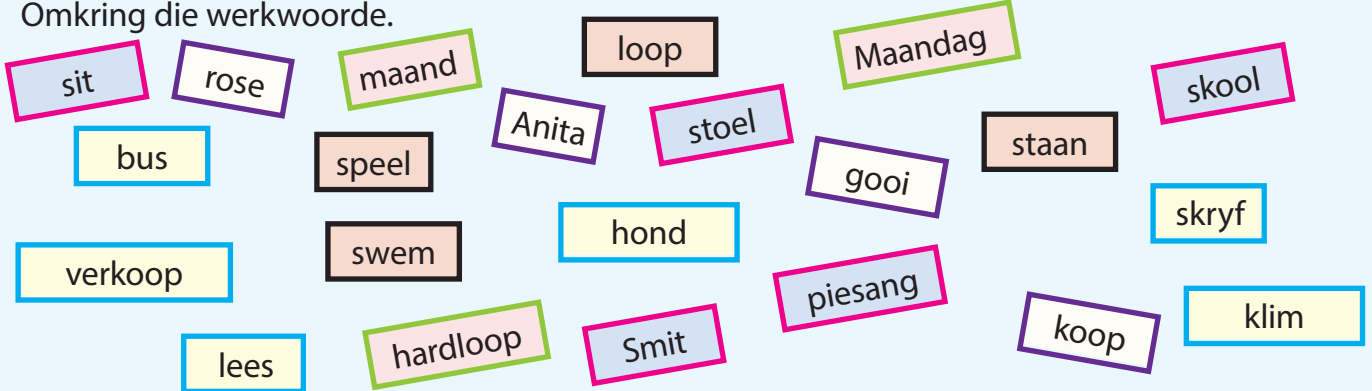 Omkring die werkwoorde.
sit
rose
maand
loop
Maandag
skool
bus
speel
Anita
stoel
gooi
staan
skryf
verkoop
swem
hond
piesang
koop
klim
lees
hardloop
Smit